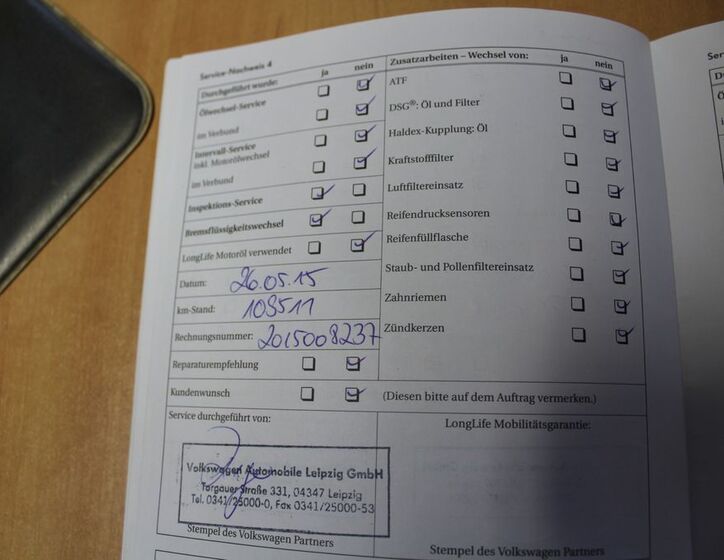 Service-Nachweis 4
Durchgeführt wurde: ja nein
Ölwechsel-Service
im Verbund
Intervall-Service
inkl. Motorölwechsel
im Verbund
Inspektions-Service
Bremsflüssigkeitswechsel
LongLife Motoröl verwendet
Datum: 26.05.15
km-Stand: 103511
Rechnungsnummer: 2015008237
Reparaturempfehlung
Kundenwunsch (Diesen bitte auf dem Auftrag vermerken.)
Zusatzarbeiten – Wechsel von: ja nein
ATF
DSG®: Öl und Filter
Haldex-Kupplung: Öl
Kraftstofffilter
Luftfiltereinsatz
Reifendrucksensoren
Reifenfüllflasche
Staub- und Pollenfiltereinsatz
Zahnriemen
Zündkerzen
Service durchgeführt von:
Volkswagen Automobile Leipzig GmbH
Torgauer Straße 331, 04347 Leipzig
Tel. 0341/25000-0, Fax 0341/25000-53
Stempel des Volkswagen Partners
LongLife Mobilitätsgarantie:
Stempel des Volkswagen Partners